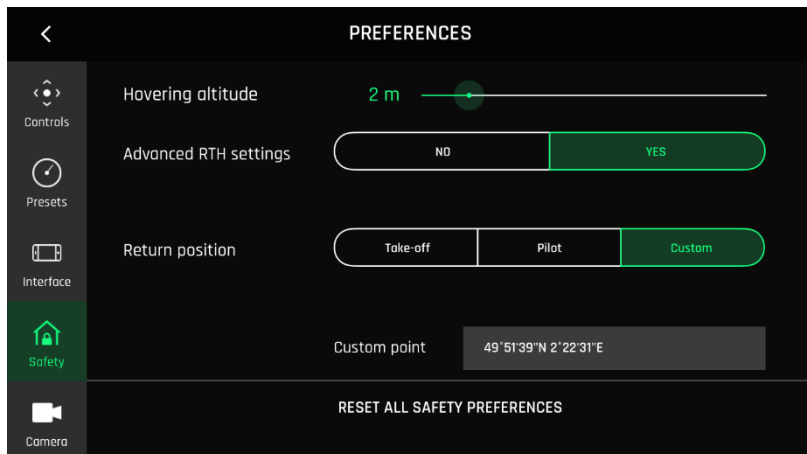 PREFERENCES
Controls
Presets
Interface
Safety
Camera
Hovering altitude 2 m
Advanced RTH settings NO YES
Return position Take-off Pilot Custom
Custom point 49°51'39"N 2°22'31"E
RESET ALL SAFETY PREFERENCES